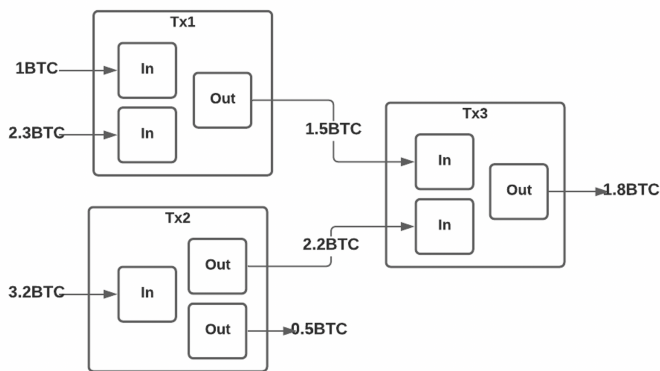 Tx1
1BTC
In
Out
2.3BTC
In
1.5BTC
Tx3
In
Out
1.8BTC
In
Tx2
Out
2.2BTC
3.2BTC
In
Out
0.5BTC